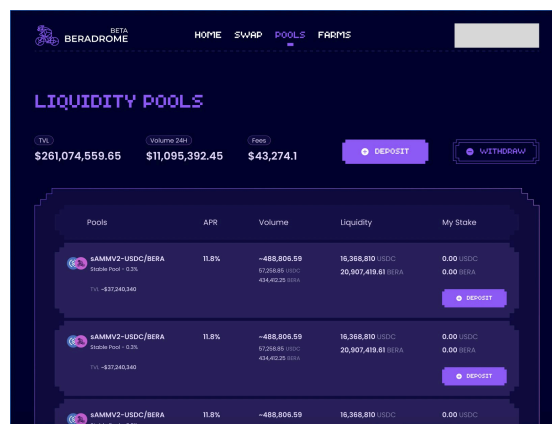 BETA
BERADROME
HOME SWAP POOLS FARMS
LIQUIDITY POOLS
TVL Volume 24H Fees
$261,074,559.65 $11,095,392.45 $43,274.1
DEPOSIT WITHDRAW
Pools APR Volume Liquidity My Stake
sAMMV2-USDC/BERA 11.8% ~488,806.59 16,368,810 USDC 0.00 USDC
Stable Pool - 0.3% 57,258.85 USDC 20,907,419.61 BERA 0.00 BERA
434,412.25 BERA
TVL ~$37,240,340
DEPOSIT
sAMMV2-USDC/BERA 11.8% ~488,806.59 16,368,810 USDC 0.00 USDC
Stable Pool - 0.3% 57,258.85 USDC 20,907,419.61 BERA 0.00 BERA
434,412.25 BERA
TVL ~$37,240,340
DEPOSIT
sAMMV2-USDC/BERA 11.8% ~488,806.59 16,368,810 USDC 0.00 USDC